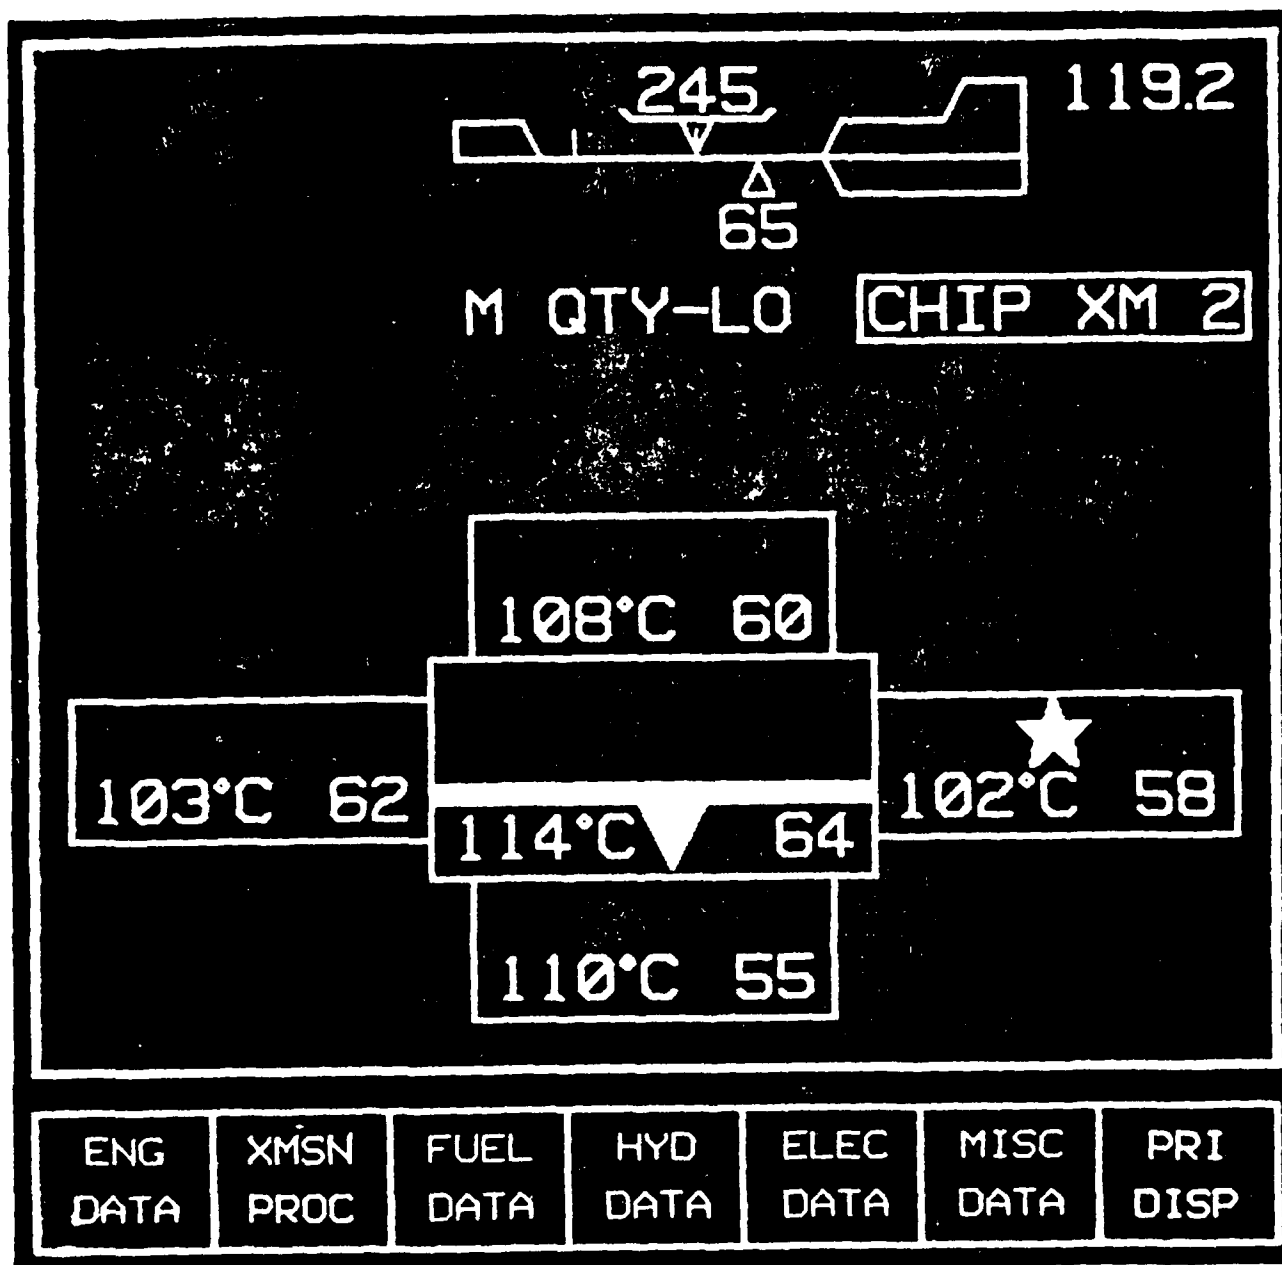 245 119.2
65
M QTY-LO CHIP XM 2
108°C 60
103°C 62
102°C 58
114°C 64
110°C 55
ENG DATA
XMSN PROC
FUEL DATA
HYD DATA
ELEC DATA
MISC DATA
PRI DISP